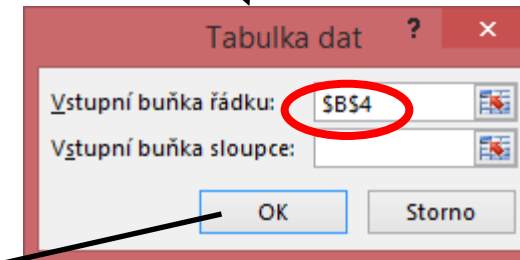 Tabulka dat ? ×
Vstupní buňka řádku: $B$4
Vstupní buňka sloupce:
OK Storno